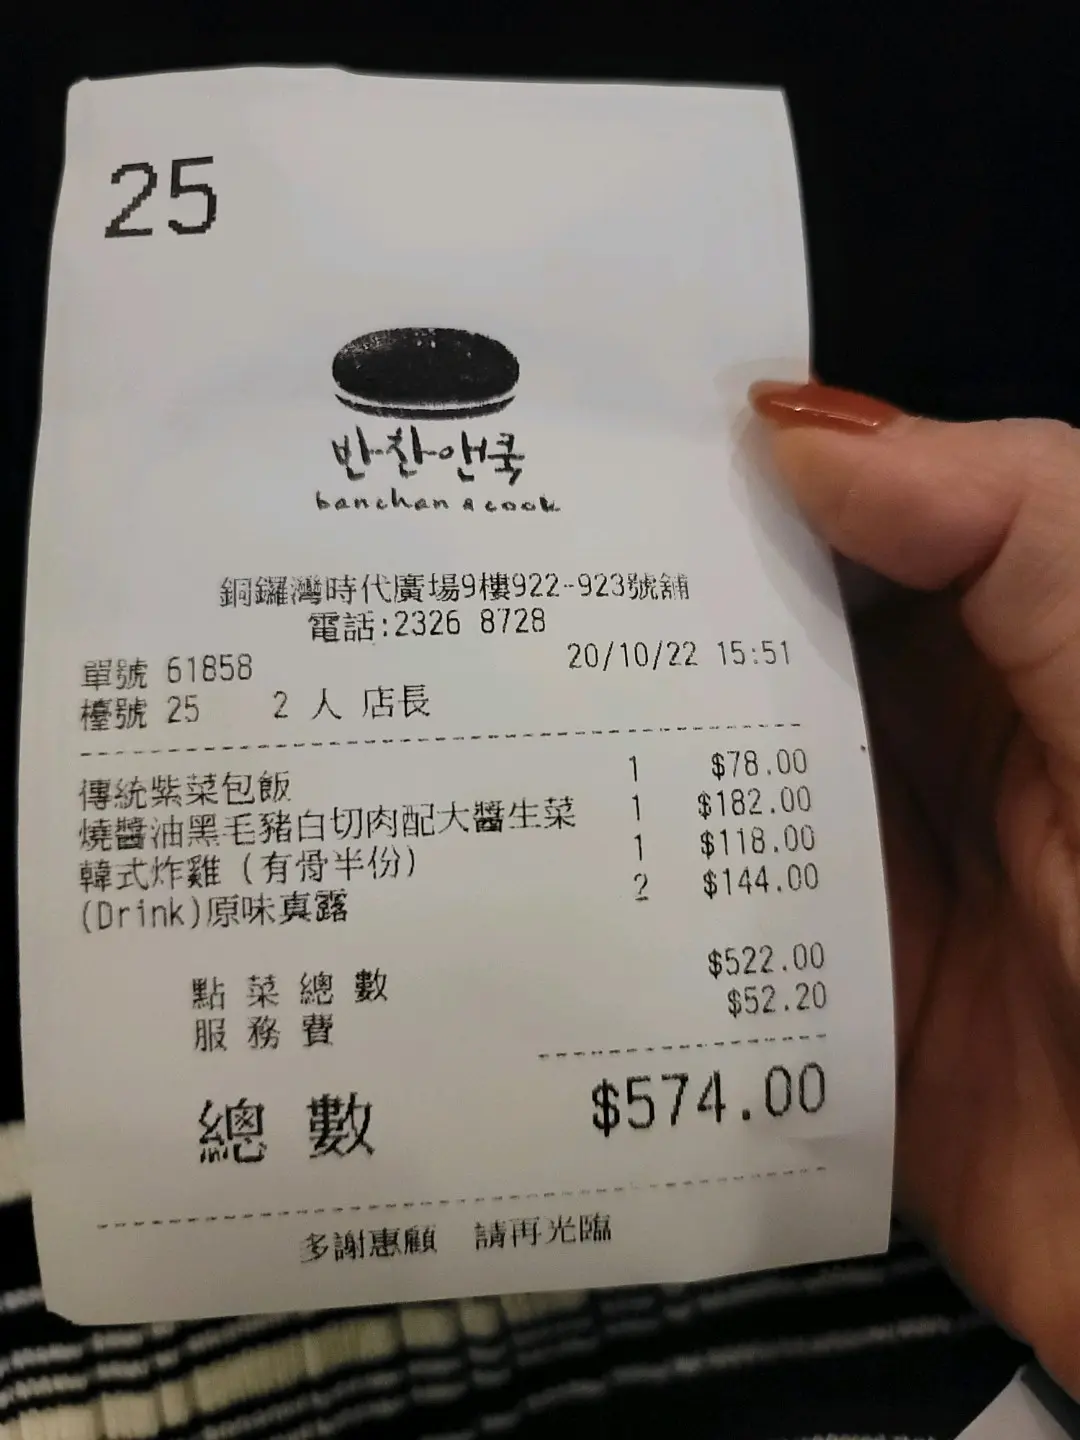 25
반찬앤쿡
banchan & cook
銅鑼灣時代廣場9樓922-923號舖
電話:2326 8728
單號 61858 20/10/22 15:51
檯號 25 2 人 店長
傳統紫菜包飯 1 $78.00
燒醬油黑毛豬白切肉配大醬生菜 1 $182.00
韓式炸雞(有骨半份) 1 $118.00
(Drink)原味真露 2 $144.00
點菜總數 $522.00
服務費 $52.20
總數 $574.00
多謝惠顧 請再光臨